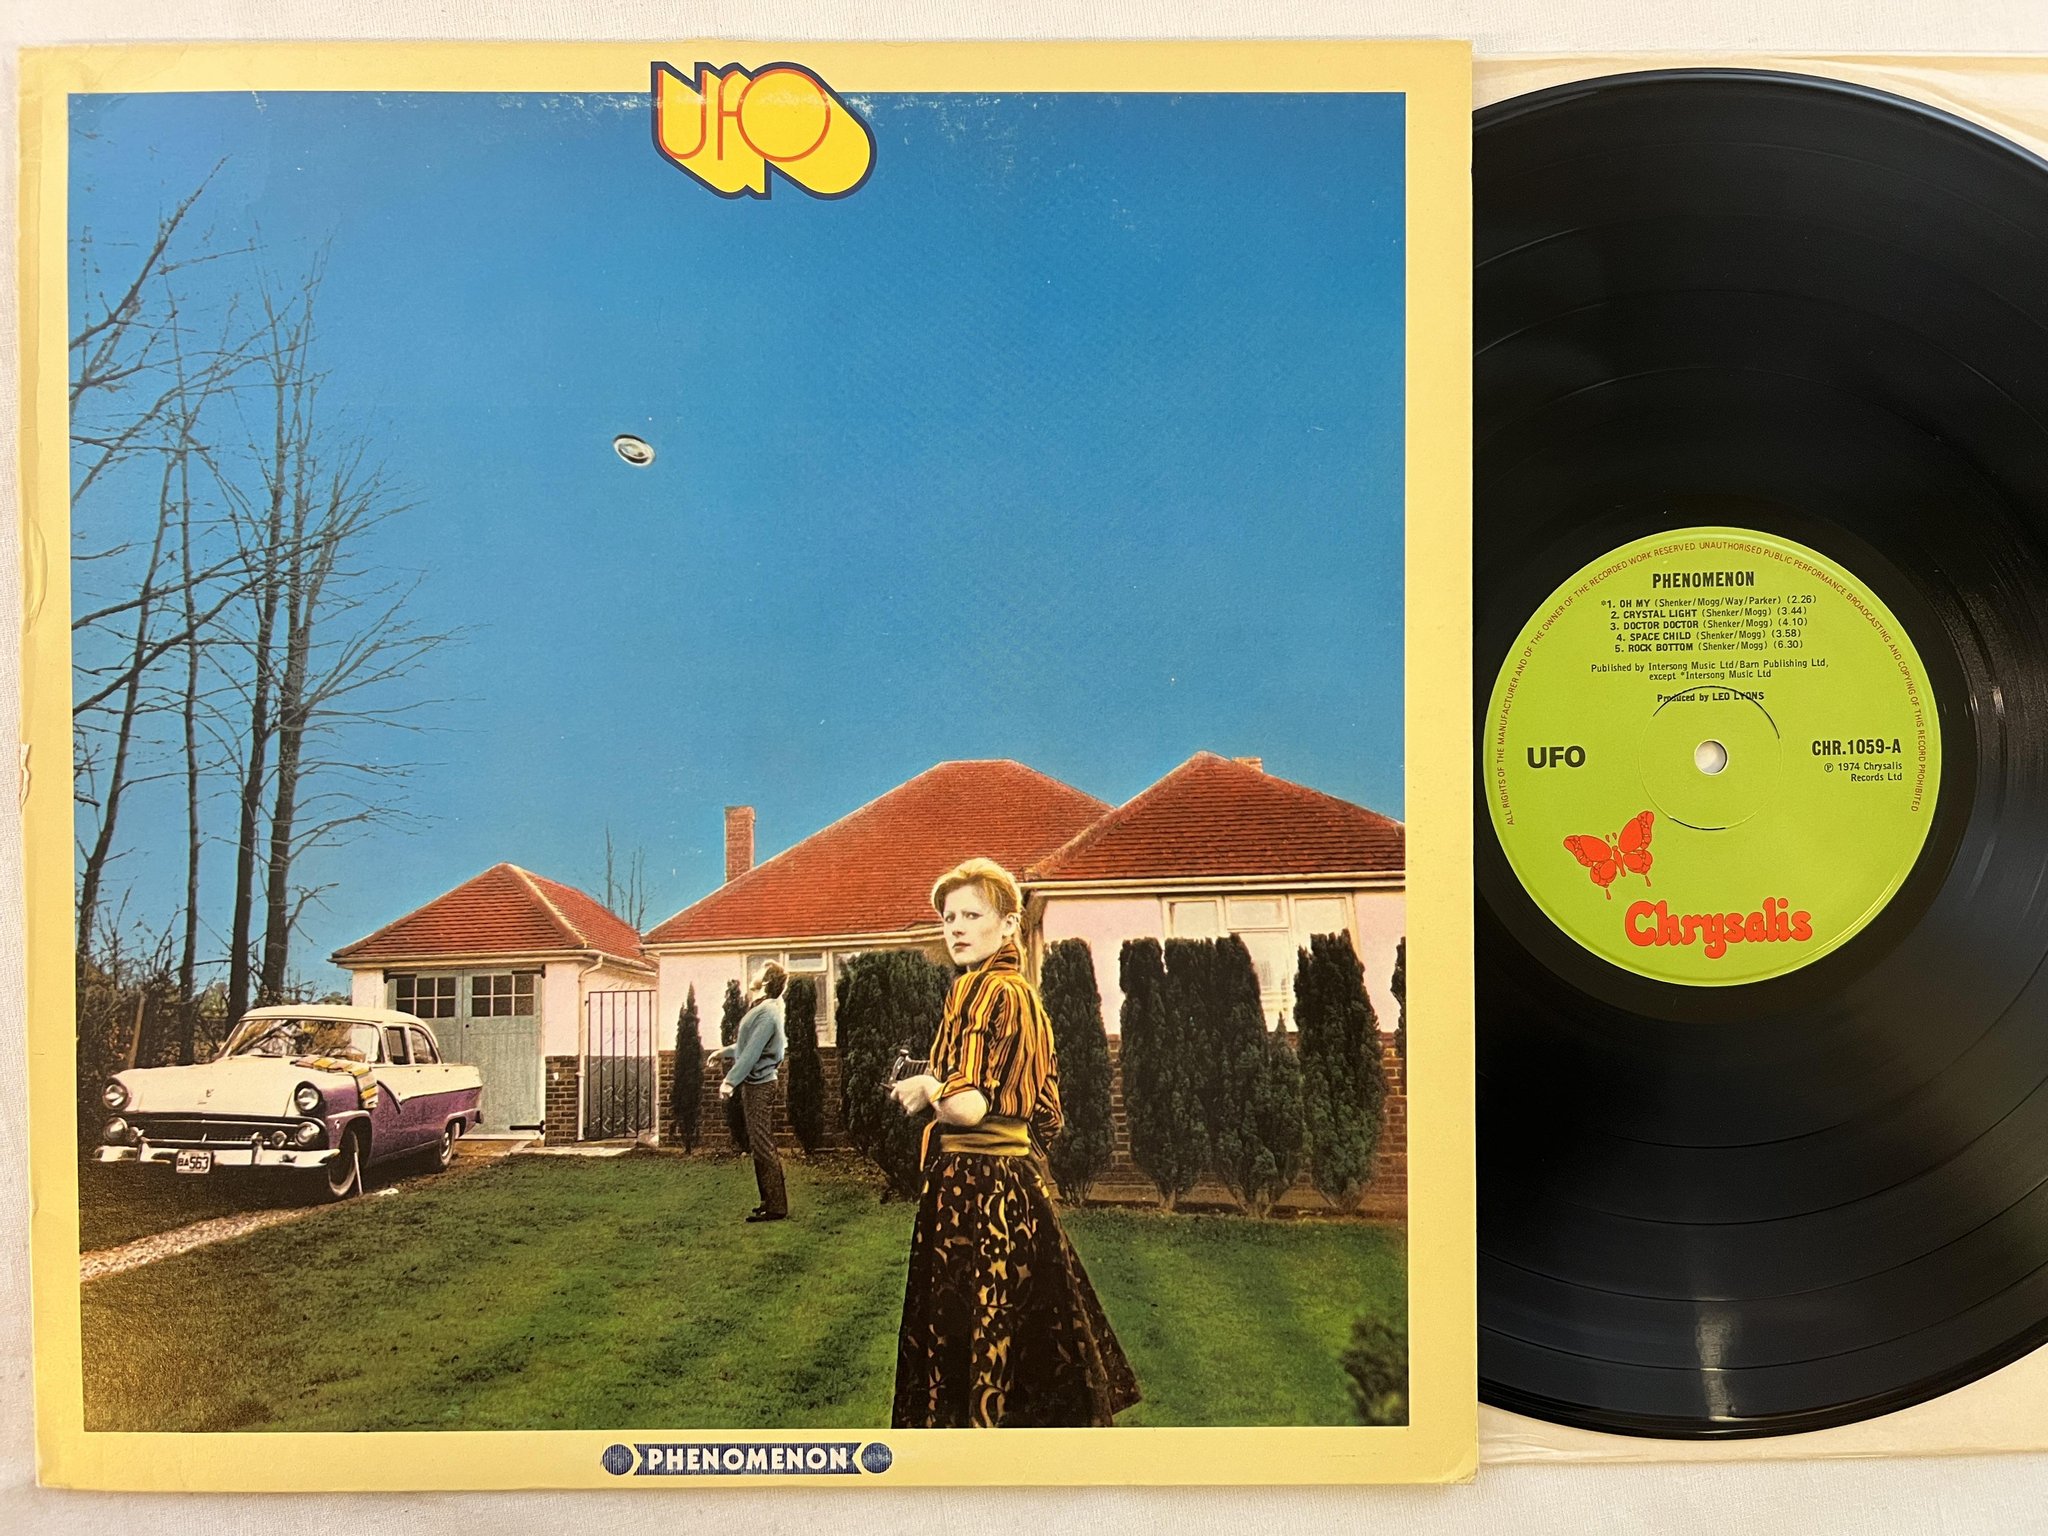 UFO
BA563
PHENOMENON
ALL RIGHTS OF THE MANUFACTURER AND OF THE OWNER OF THE RECORDED WORK RESERVED. UNAUTHORISED PUBLIC PERFORMANCE BROADCASTING AND COPYING OF THIS RECORD PROHIBITED
PHENOMENON
*1. OH MY (Shenker/Mogg/Way/Parker) (2.26)
2. CRYSTAL LIGHT (Shenker/Mogg) (3.44)
3. DOCTOR DOCTOR (Shenker/Mogg) (4.10)
4. SPACE CHILD (Shenker/Mogg) (3.58)
5. ROCK BOTTOM (Shenker/Mogg) (6.30)
Published by Intersong Music Ltd/Barn Publishing Ltd,
except *Intersong Music Ltd
Produced by LEO LYONS
UFO
CHR.1059-A
℗ 1974 Chrysalis
Records Ltd
Chrysalis